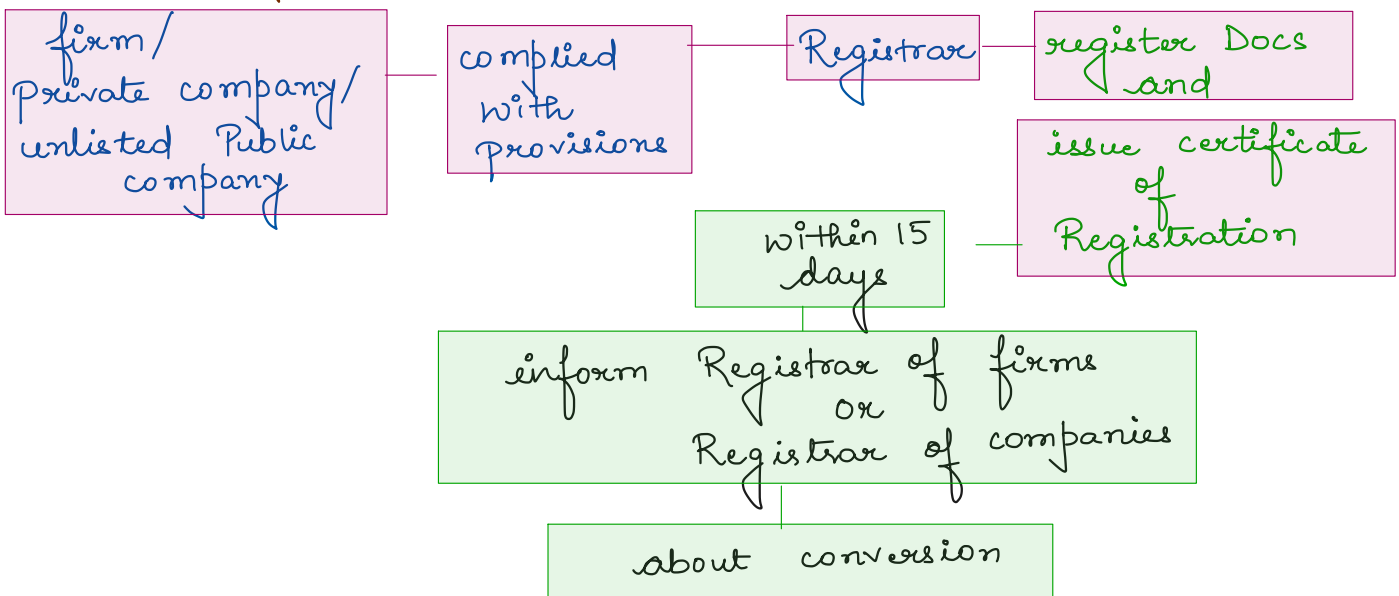 firm/
Private company/
unlisted Public
company
complied
with
provisions
Registrar
register Docs
and
issue certificate
of
Registration
within 15
days
inform Registrar of firms
or
Registrar of companies
about conversion